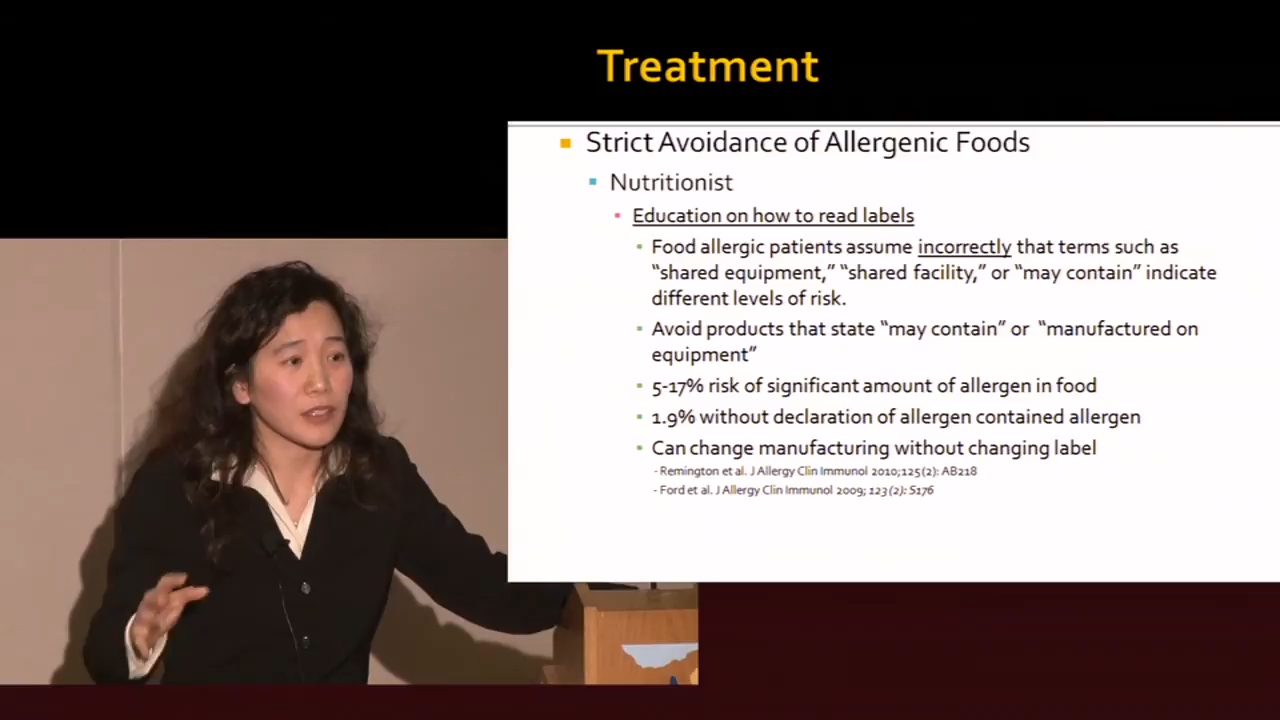 Treatment
Strict Avoidance of Allergenic Foods
Nutritionist
Education on how to read labels
Food allergic patients assume incorrectly that terms such as
“shared equipment,” “shared facility,” or “may contain” indicate
different levels of risk.
Avoid products that state “may contain” or “manufactured on
equipment”
5-17% risk of significant amount of allergen in food
1.9% without declaration of allergen contained allergen
Can change manufacturing without changing label
- Remington et al. J Allergy Clin Immunol 2010;125(2): AB218
- Ford et al. J Allergy Clin Immunol 2009; 123(2): S176